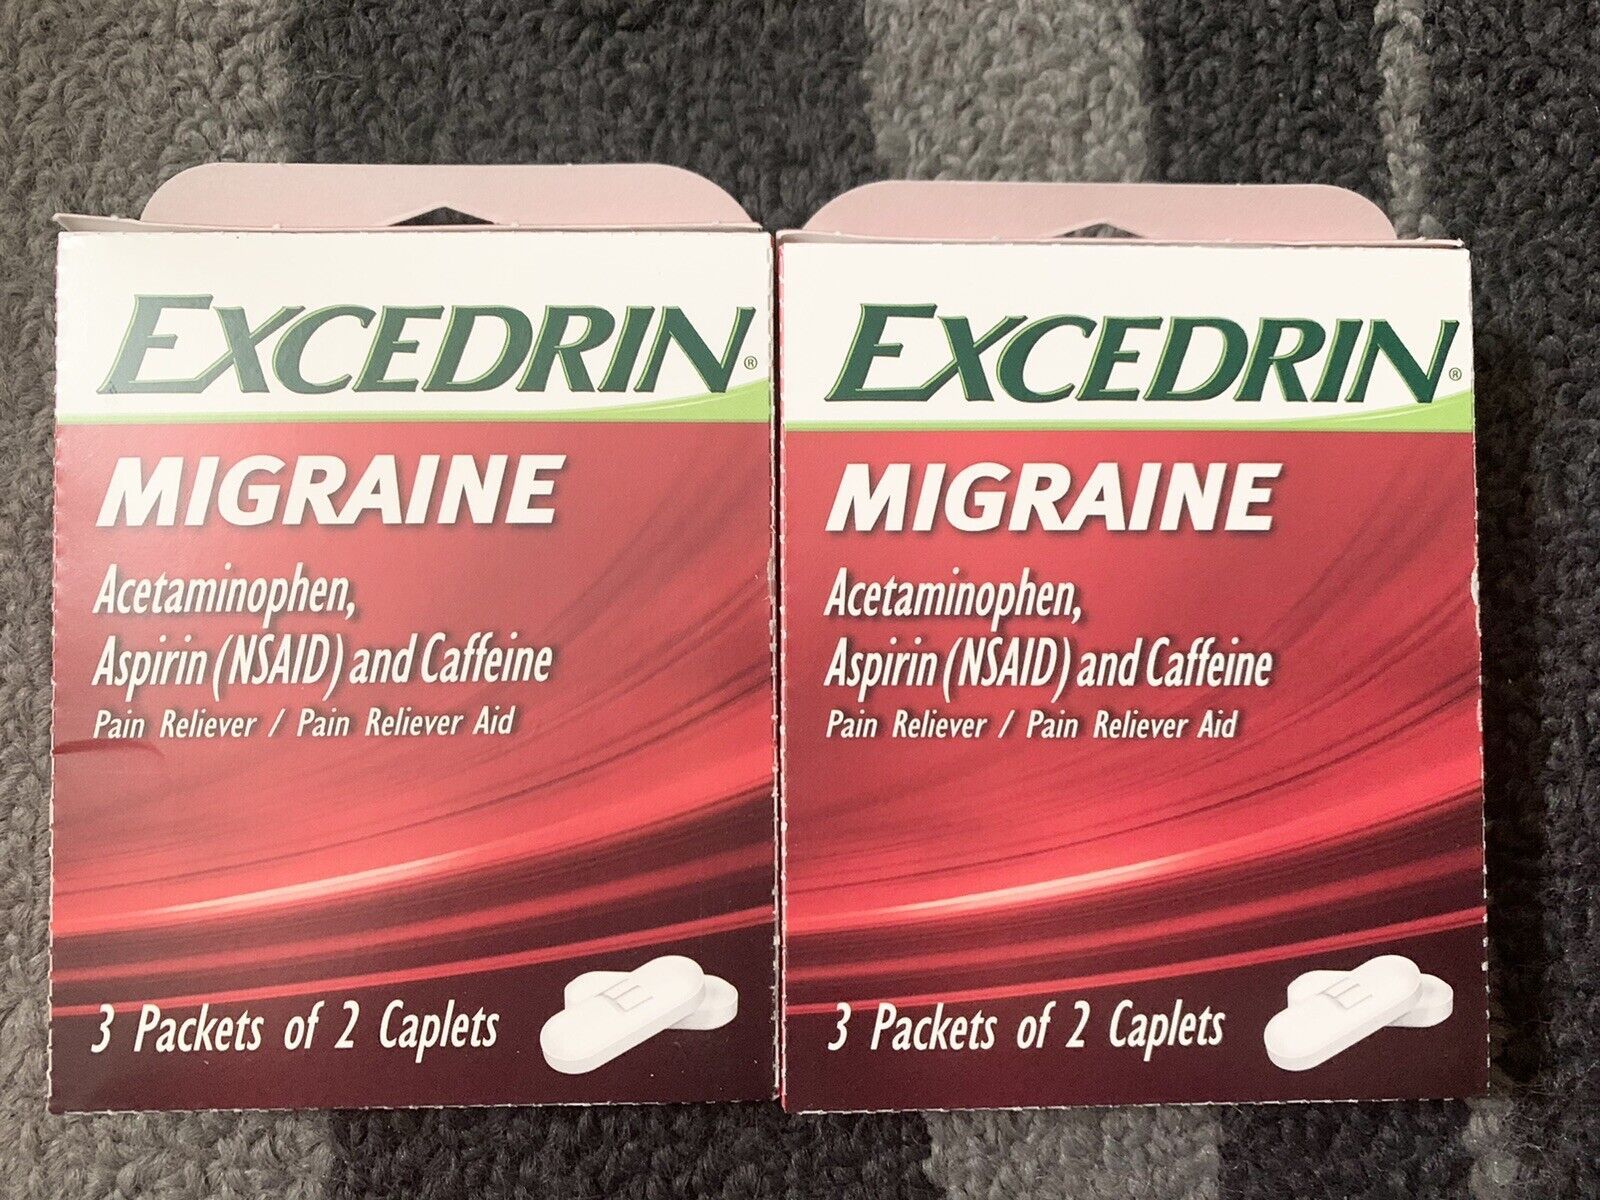 EXCEDRIN®
MIGRAINE
Acetaminophen,
Aspirin (NSAID) and Caffeine
Pain Reliever / Pain Reliever Aid
3 Packets of 2 Caplets
E
EXCEDRIN®
MIGRAINE
Acetaminophen,
Aspirin (NSAID) and Caffeine
Pain Reliever / Pain Reliever Aid
3 Packets of 2 Caplets
E